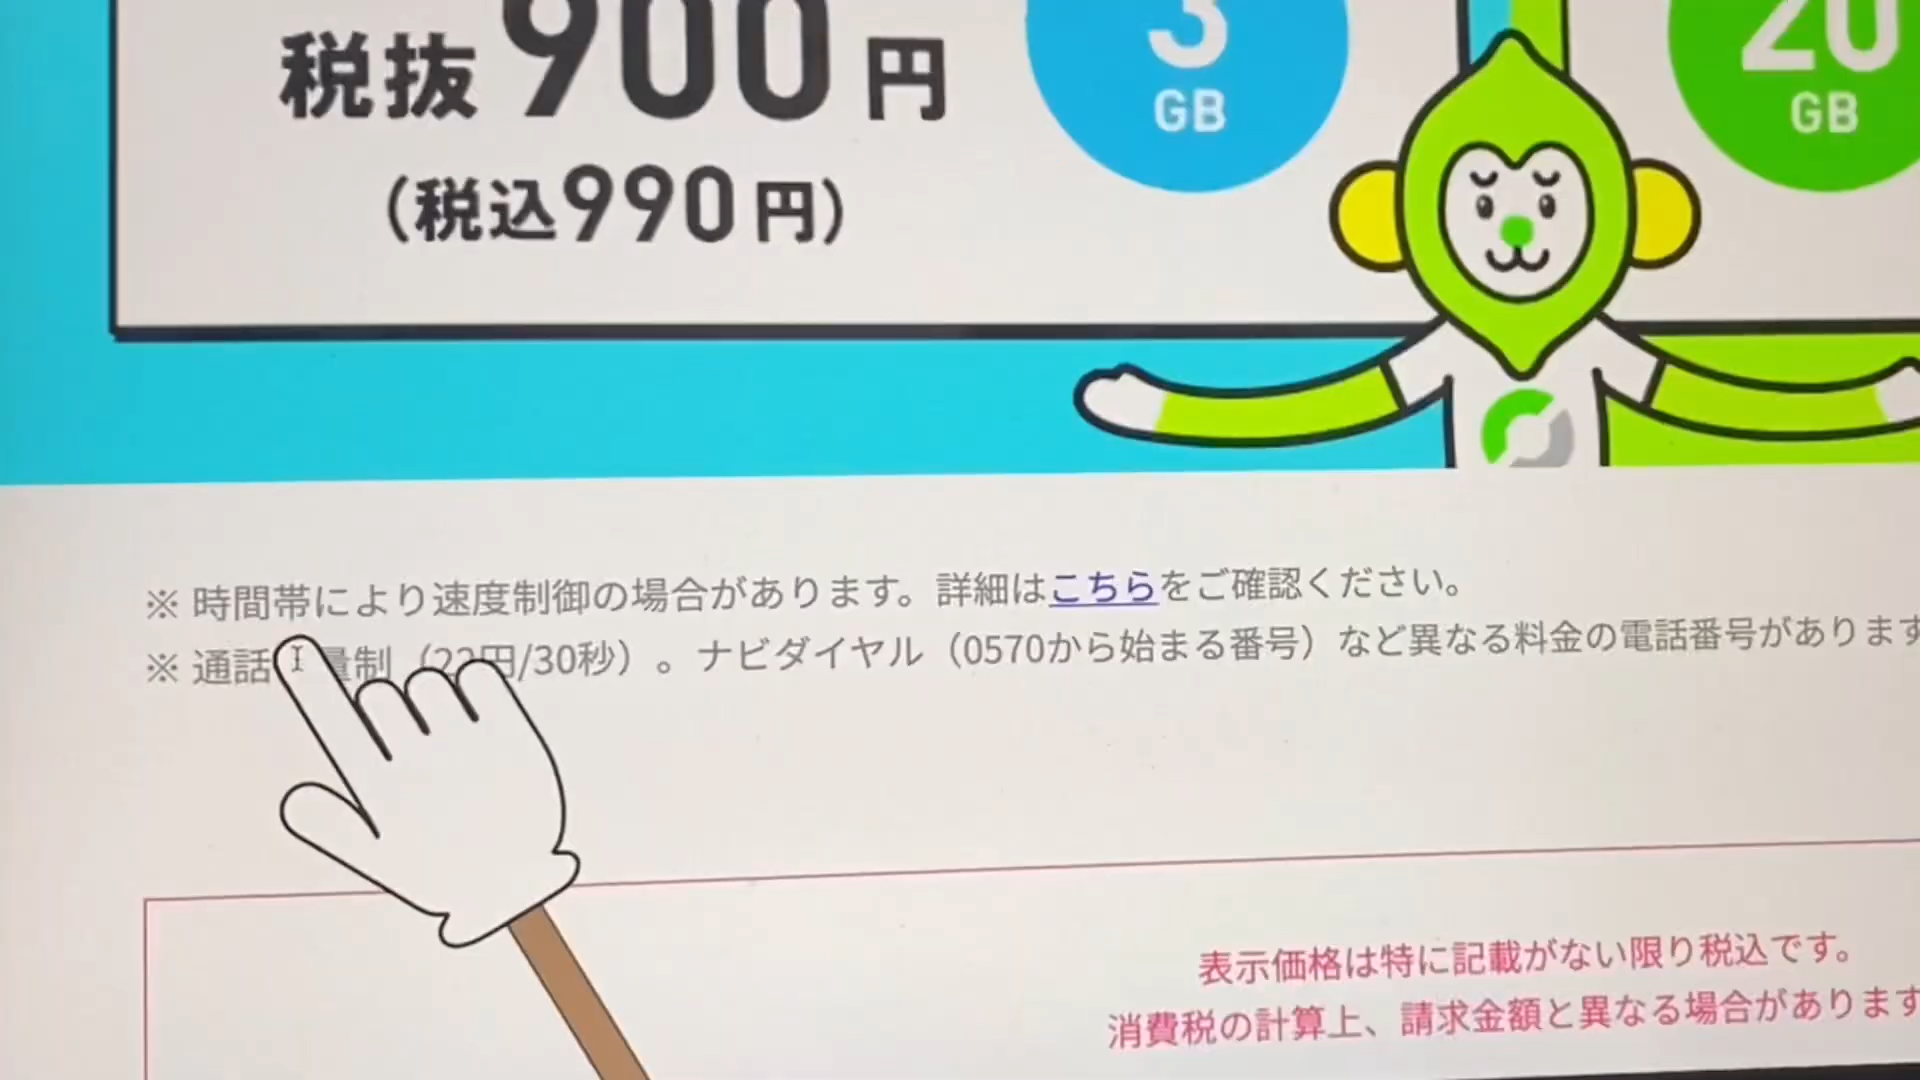 税抜900円
(税込990円)
3
GB
20
GB
※ 時間帯により速度制御の場合があります。詳細はこちらをご確認ください。
※ 通話 量制（22円/30秒）。ナビダイヤル（0570から始まる番号）など異なる料金の電話番号があります
表示価格は特に記載がない限り税込です。
消費税の計算上、請求金額と異なる場合があります